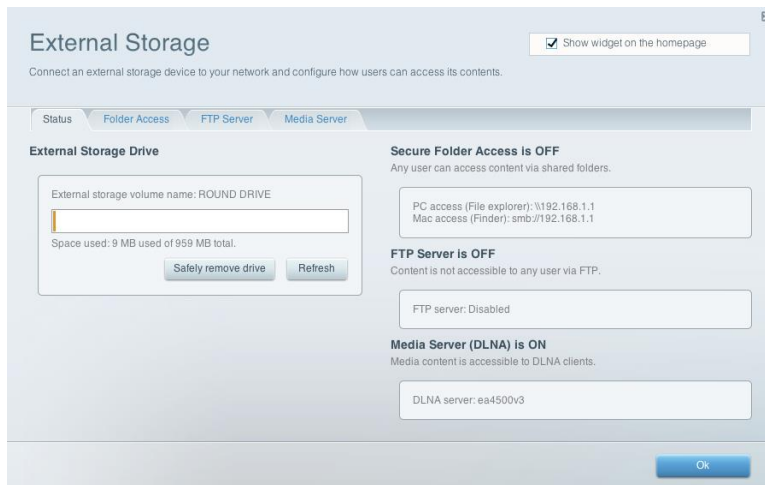 External Storage
Show widget on the homepage
Connect an external storage device to your network and configure how users can access its contents.
Status
Folder Access
FTP Server
Media Server
External Storage Drive
External storage volume name: ROUND DRIVE
Space used: 9 MB used of 959 MB total.
Safely remove drive
Refresh
Secure Folder Access is OFF
Any user can access content via shared folders.
PC access (File explorer): \\192.168.1.1
Mac access (Finder): smb://192.168.1.1
FTP Server is OFF
Content is not accessible to any user via FTP.
FTP server: Disabled
Media Server (DLNA) is ON
Media content is accessible to DLNA clients.
DLNA server: ea4500v3
Ok